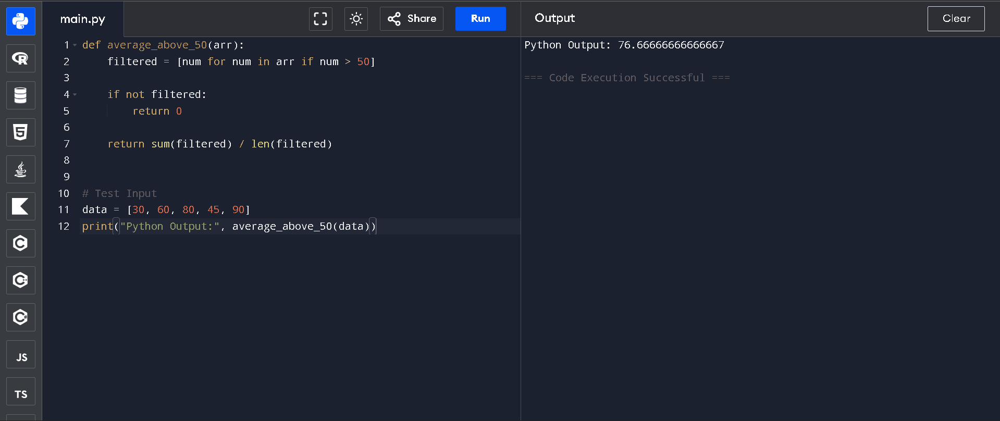 main.py
Share
Run
Output
Clear
1 def average_above_50(arr):
2     filtered = [num for num in arr if num > 50]
3
4     if not filtered:
5         return 0
6
7     return sum(filtered) / len(filtered)
8
9
10 # Test Input
11 data = [30, 60, 80, 45, 90]
12 print("Python Output:", average_above_50(data))
Python Output: 76.66666666666667
=== Code Execution Successful ===
R
5
C
C++
C#
JS
TS